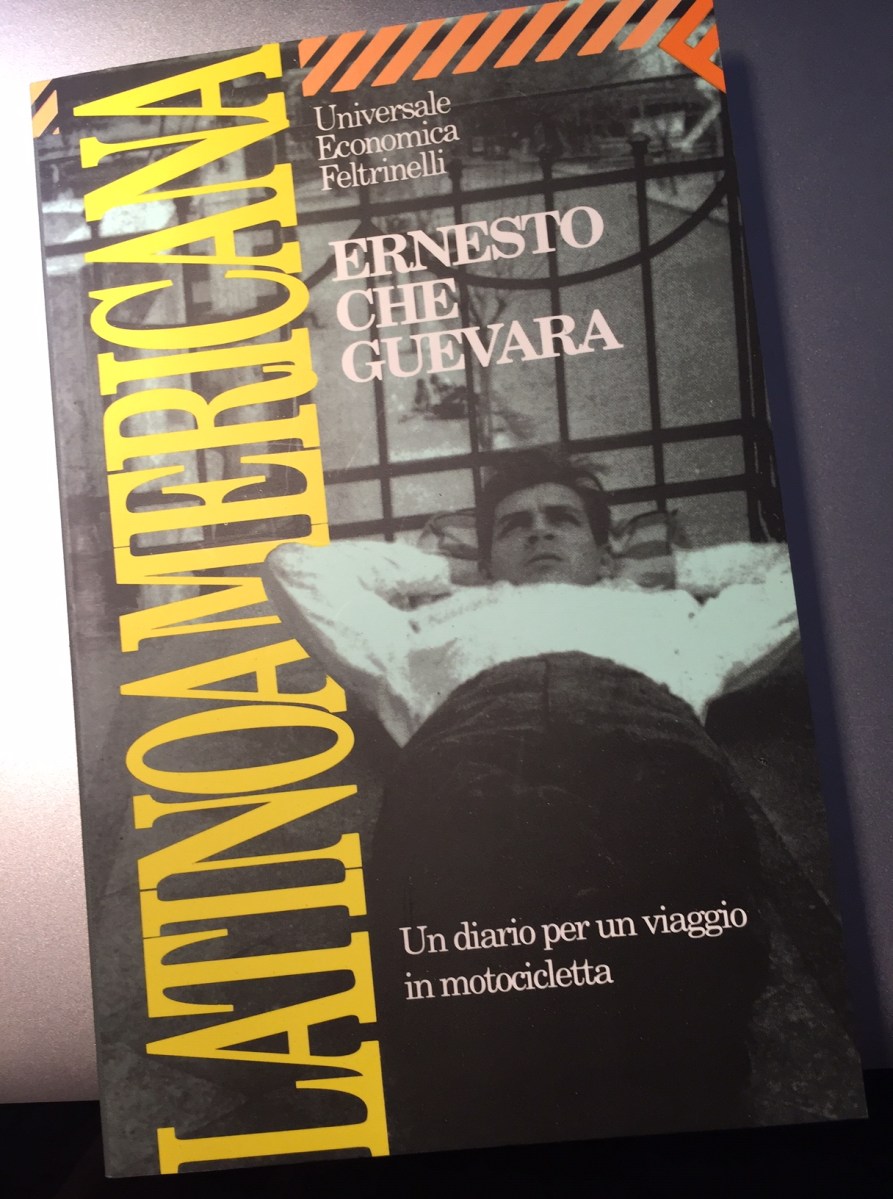 LATINOAMERICANA
Universale
Economica
Feltrinelli
ERNESTO
CHE
GUEVARA
Un diario per un viaggio
in motocicletta